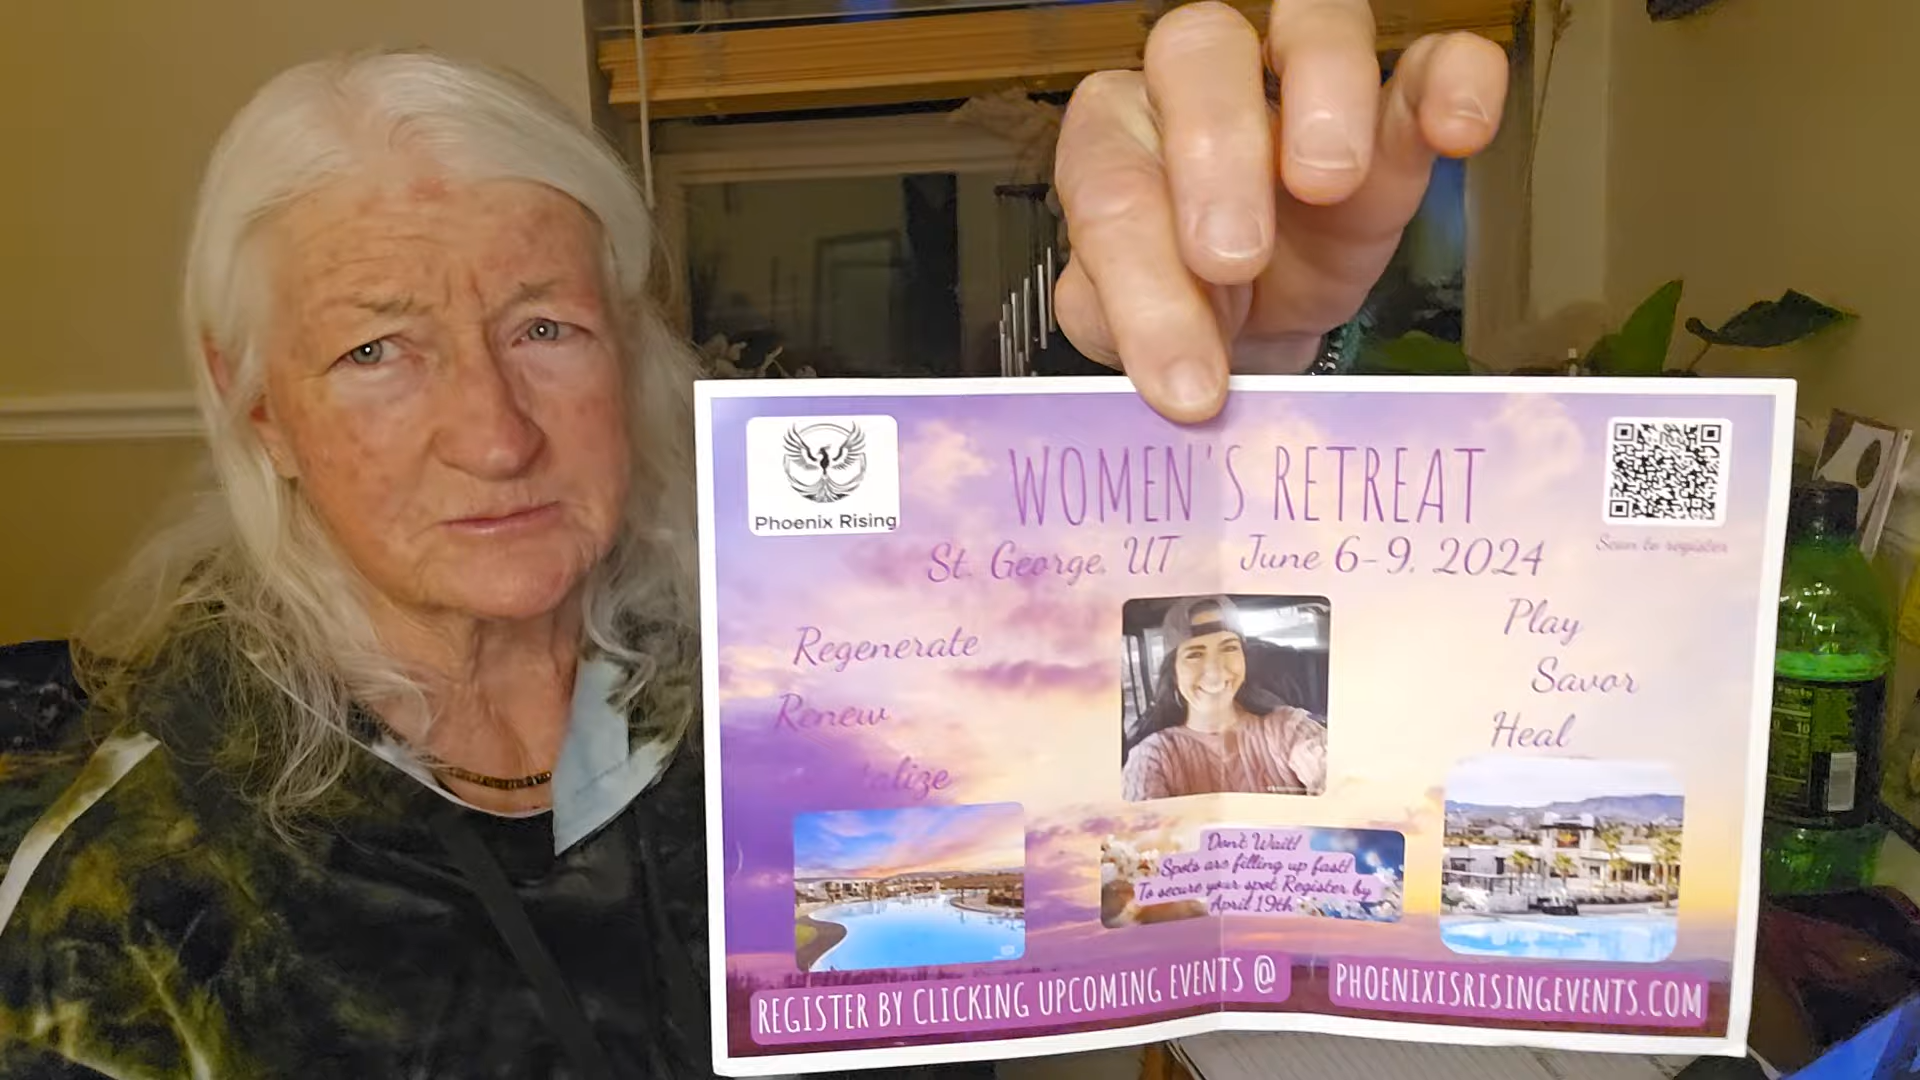 Phoenix Rising
WOMEN'S RETREAT
Scan to register
St. George, UT June 6-9, 2024
Regenerate
Renew
alize
Play
Savor
Heal
Don't Wait!
Spots are filling up fast!
To secure your spot Register by
April 19th
REGISTER BY CLICKING UPCOMING EVENTS @ PHOENIXISRISINGEVENTS.COM